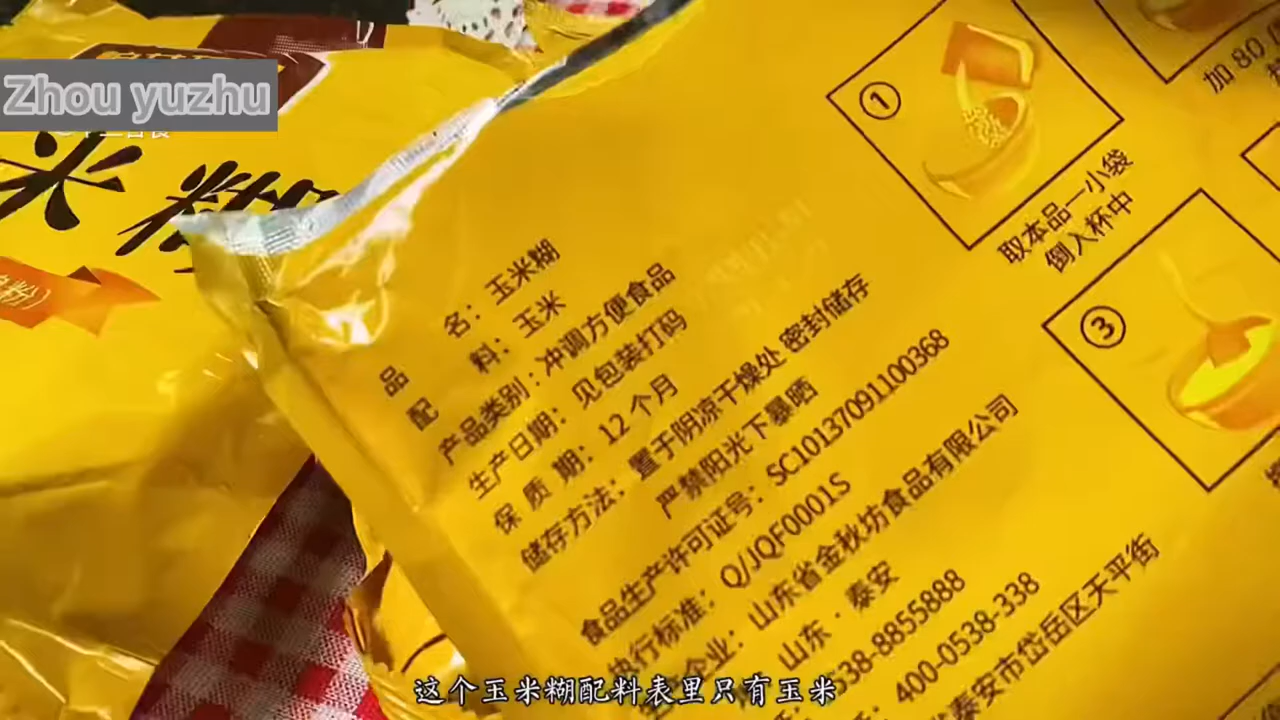 Zhou yuzhu
米糊
①
取本品一小袋
倒入杯中
加 80
③
品名：玉米糊
配料：玉米
产品类别：冲调方便食品
生产日期：见包装打码
保质期：12个月
储存方法：置于阴凉干燥处 密封储存
严禁阳光下暴晒
食品生产许可证号：SC10137091100368
执行标准：Q/JQF0001S
企业：山东省金秋坊食品有限公司
山东·泰安
538-8855888
400-0538-338
泰安市岱岳区天平街
这个玉米糊配料表里只有玉米